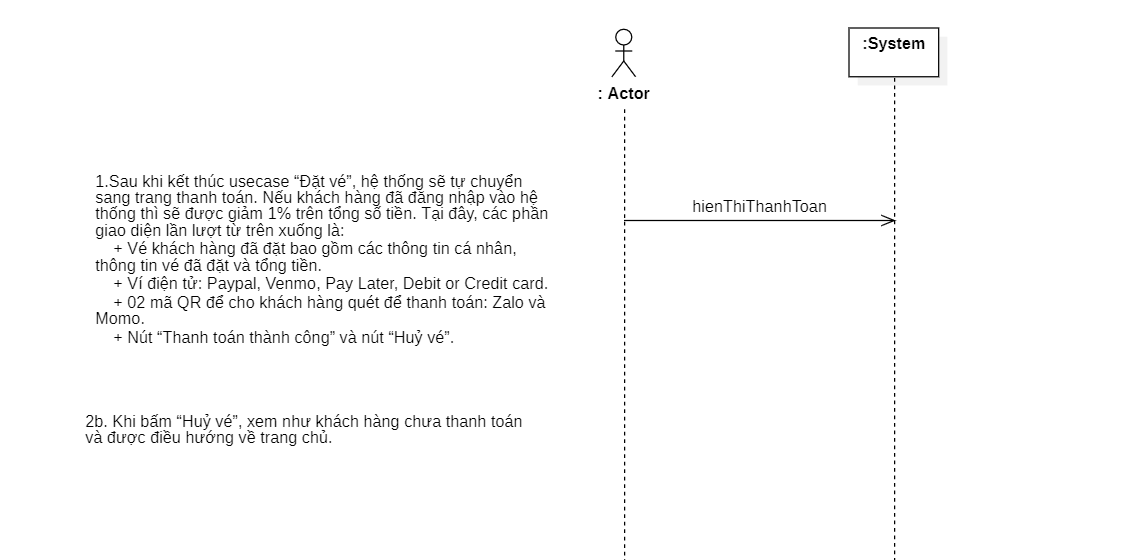 : Actor
:System
1.Sau khi kết thúc usecase “Đặt vé”, hệ thống sẽ tự chuyển
sang trang thanh toán. Nếu khách hàng đã đăng nhập vào hệ
thống thì sẽ được giảm 1% trên tổng số tiền. Tại đây, các phần
giao diện lần lượt từ trên xuống là:
+ Vé khách hàng đã đặt bao gồm các thông tin cá nhân,
thông tin vé đã đặt và tổng tiền.
+ Ví điện tử: Paypal, Venmo, Pay Later, Debit or Credit card.
+ 02 mã QR để cho khách hàng quét để thanh toán: Zalo và
Momo.
+ Nút “Thanh toán thành công” và nút “Huỷ vé”.
hienThiThanhToan
2b. Khi bấm “Huỷ vé”, xem như khách hàng chưa thanh toán
và được điều hướng về trang chủ.